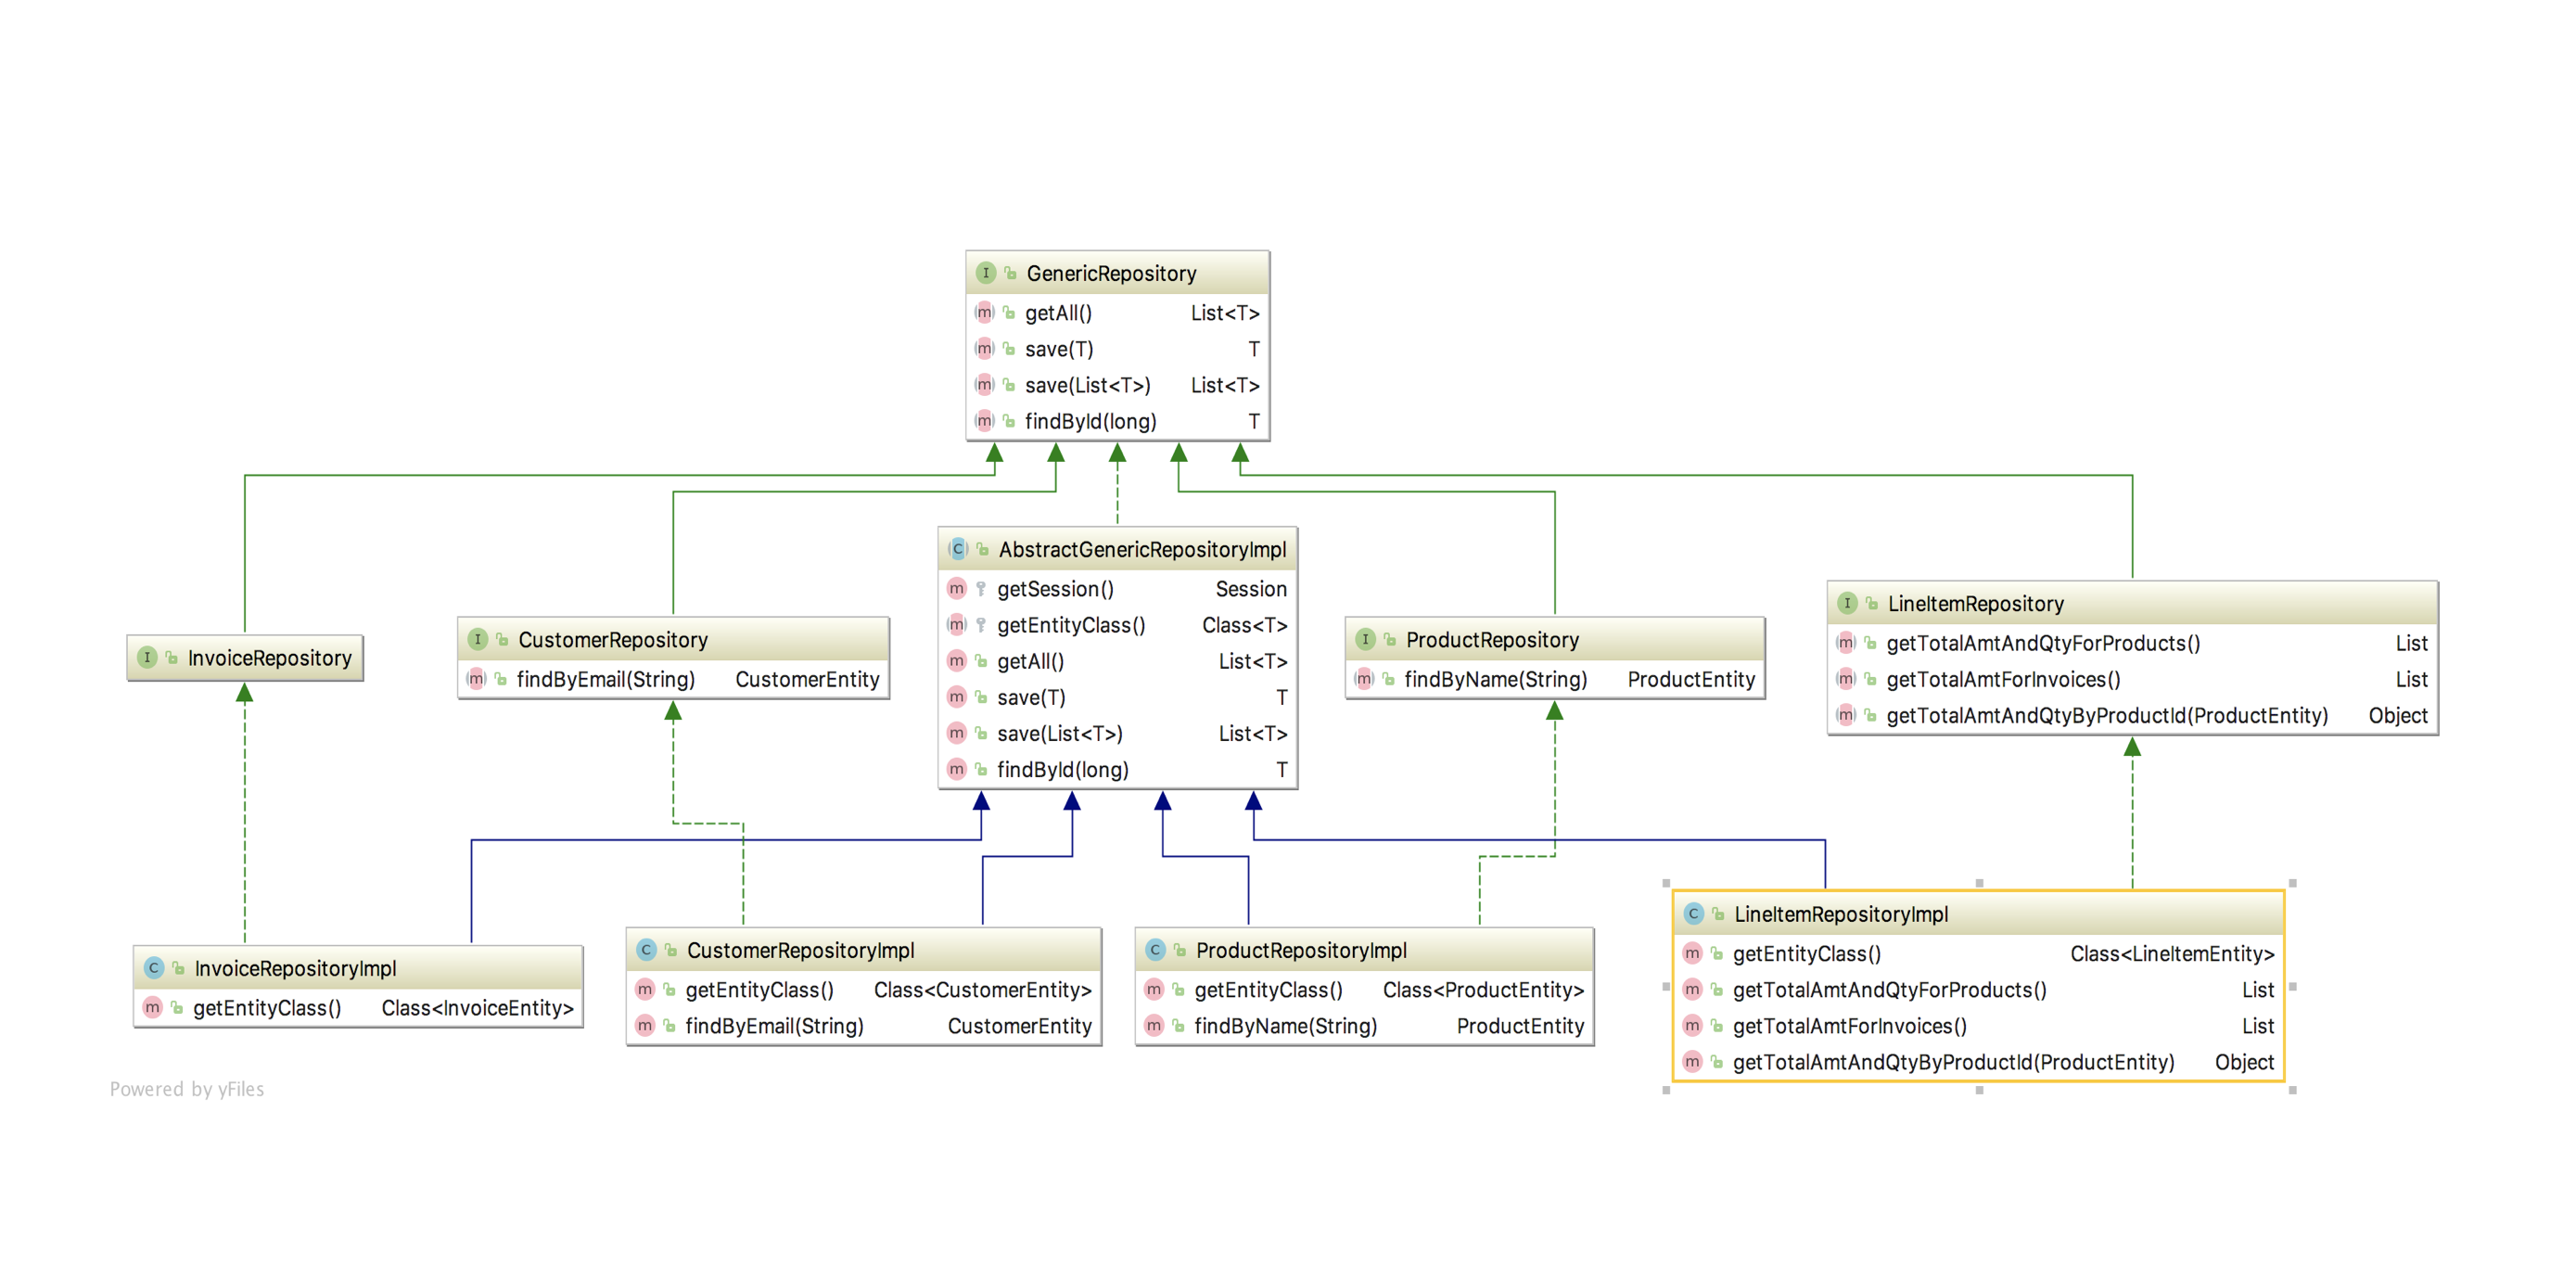 GenericRepository
getAll() List<T>
save(T) T
save(List<T>) List<T>
findById(long) T
InvoiceRepository
CustomerRepository
findByEmail(String) CustomerEntity
AbstractGenericRepositoryImpl
getSession() Session
getEntityClass() Class<T>
getAll() List<T>
save(T) T
save(List<T>) List<T>
findById(long) T
ProductRepository
findByName(String) ProductEntity
LineItemRepository
getTotalAmtAndQtyForProducts() List
getTotalAmtForInvoices() List
getTotalAmtAndQtyByProductId(ProductEntity) Object
InvoiceRepositoryImpl
getEntityClass() Class<InvoiceEntity>
CustomerRepositoryImpl
getEntityClass() Class<CustomerEntity>
findByEmail(String) CustomerEntity
ProductRepositoryImpl
getEntityClass() Class<ProductEntity>
findByName(String) ProductEntity
LineItemRepositoryImpl
getEntityClass() Class<LineItemEntity>
getTotalAmtAndQtyForProducts() List
getTotalAmtForInvoices() List
getTotalAmtAndQtyByProductId(ProductEntity) Object
Powered by yFiles